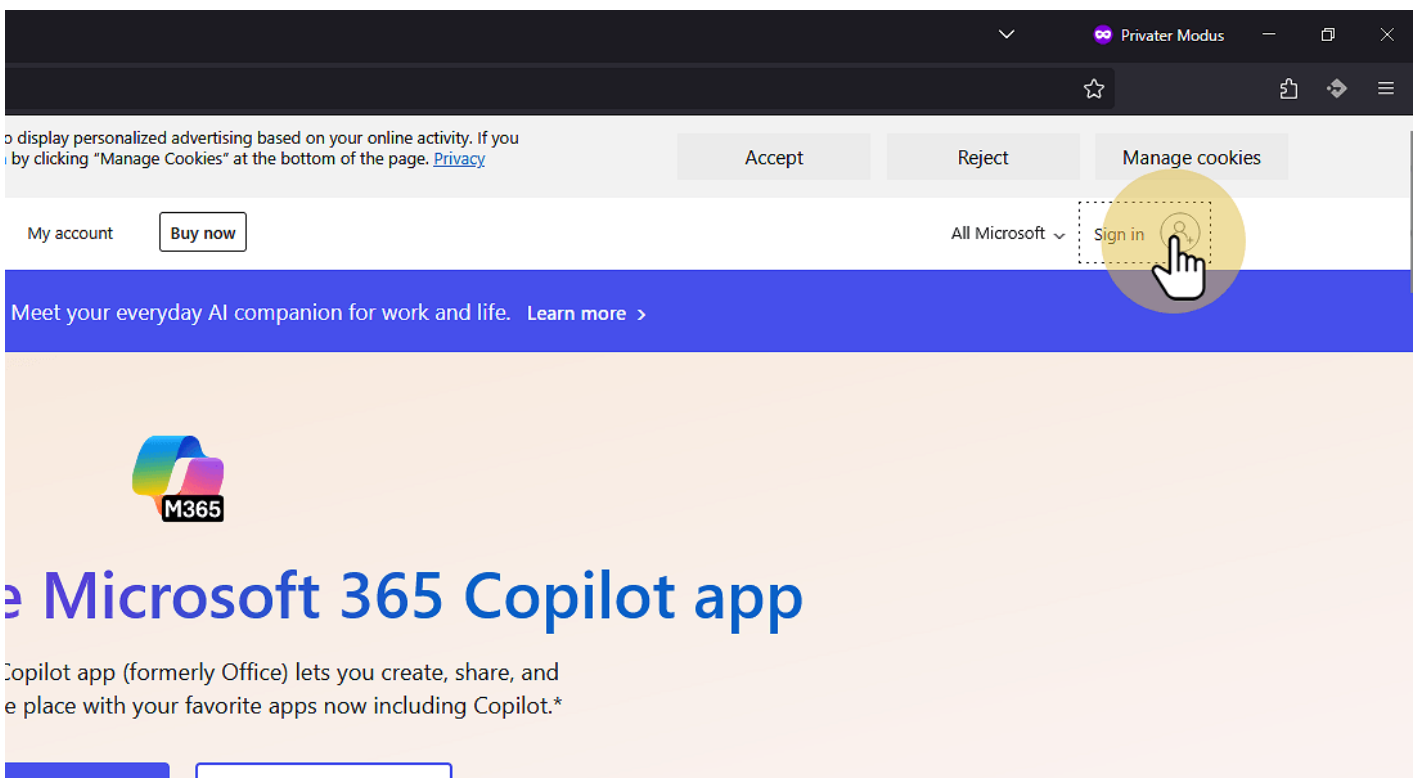 Privater Modus
o display personalized advertising based on your online activity. If you
by clicking "Manage Cookies" at the bottom of the page. Privacy
Accept
Reject
Manage cookies
My account
Buy now
All Microsoft
Sign in
Meet your everyday AI companion for work and life. Learn more
M365
e Microsoft 365 Copilot app
Copilot app (formerly Office) lets you create, share, and
e place with your favorite apps now including Copilot.*